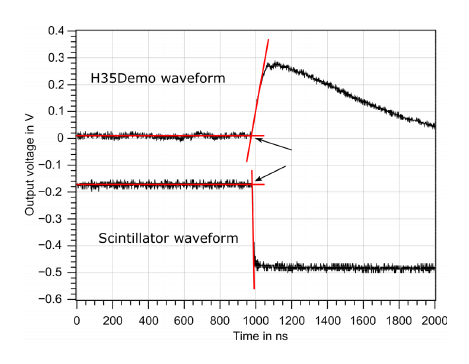 0.4
0.3
0.2
0.1
0
−0.1
−0.2
−0.3
−0.4
−0.5
−0.6
Output voltage in V
H35Demo waveform
Scintillator waveform
0 200 400 600 800 1000 1200 1400 1600 1800 2000
Time in ns